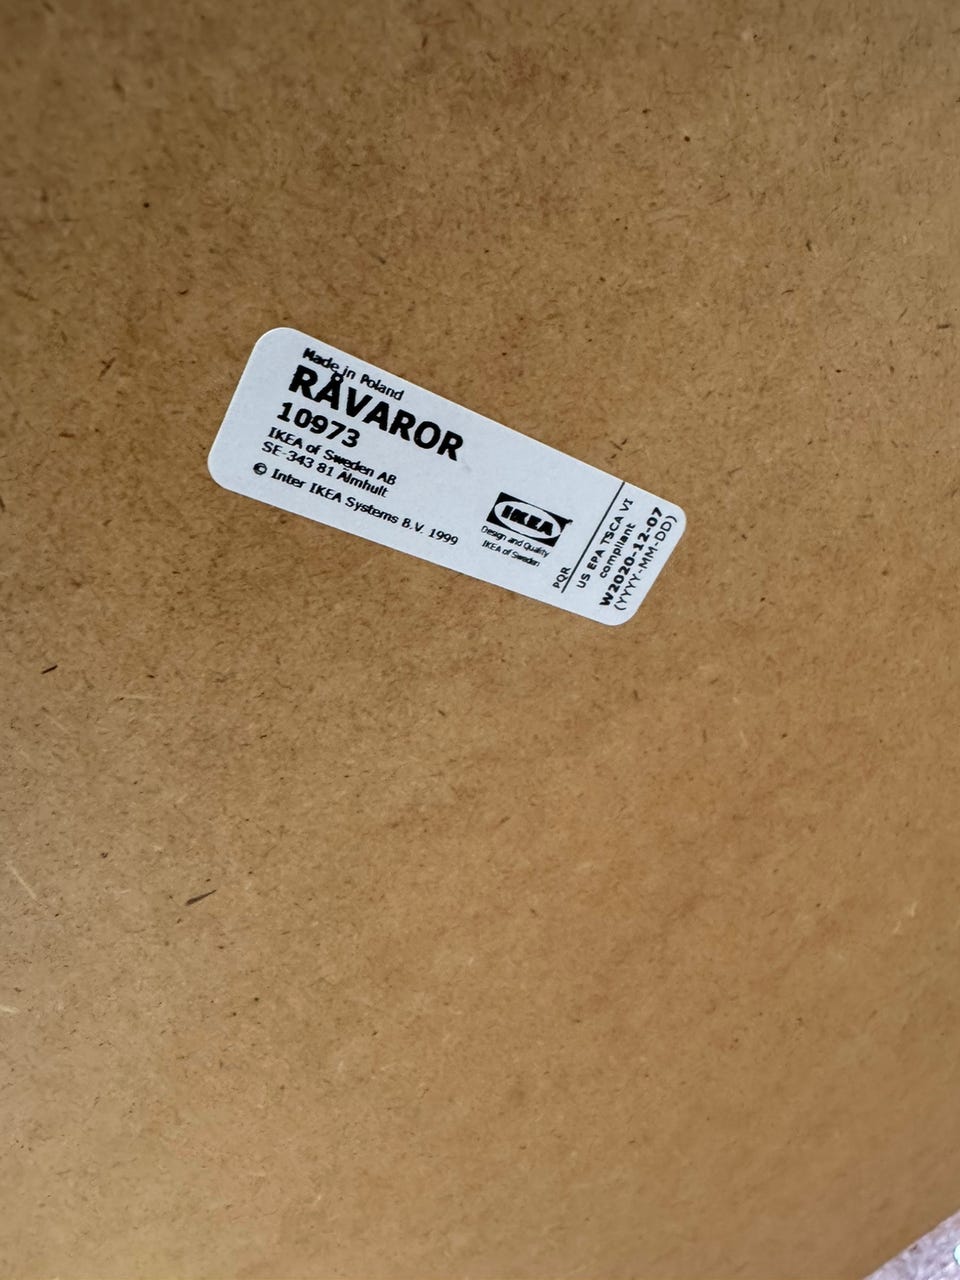 Made in Poland
RÅVAROR
10973
IKEA of Sweden AB
SE-343 81 Älmhult
© Inter IKEA Systems B.V. 1999
IKEA
Design and Quality
IKEA of Sweden
PQR
US EPA TSCA VI
compliant
W2020-12-07
(YYYY-MM-DD)